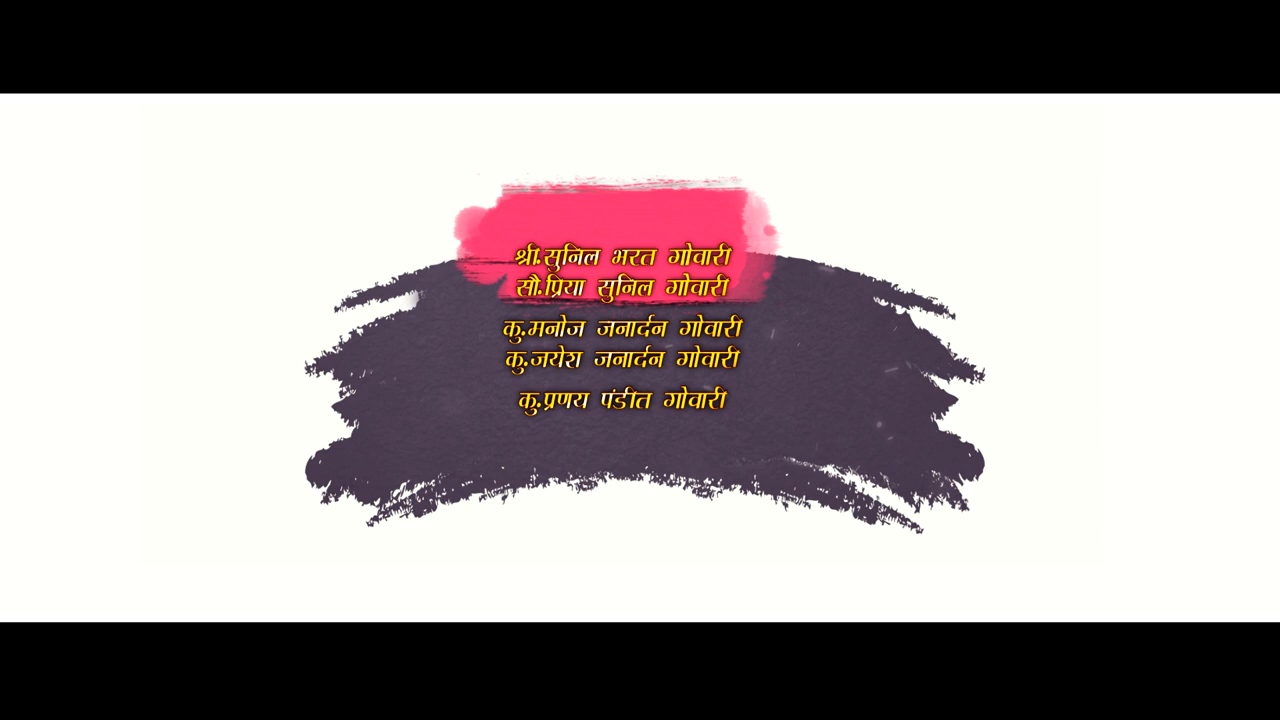 श्री.सुनिल भरत गोवारी
सौ.प्रिया सुनिल गोवारी
कु.मनोज जनार्दन गोवारी
कु.जयेश जनार्दन गोवारी
कु.प्रणय पंडीत गोवारी